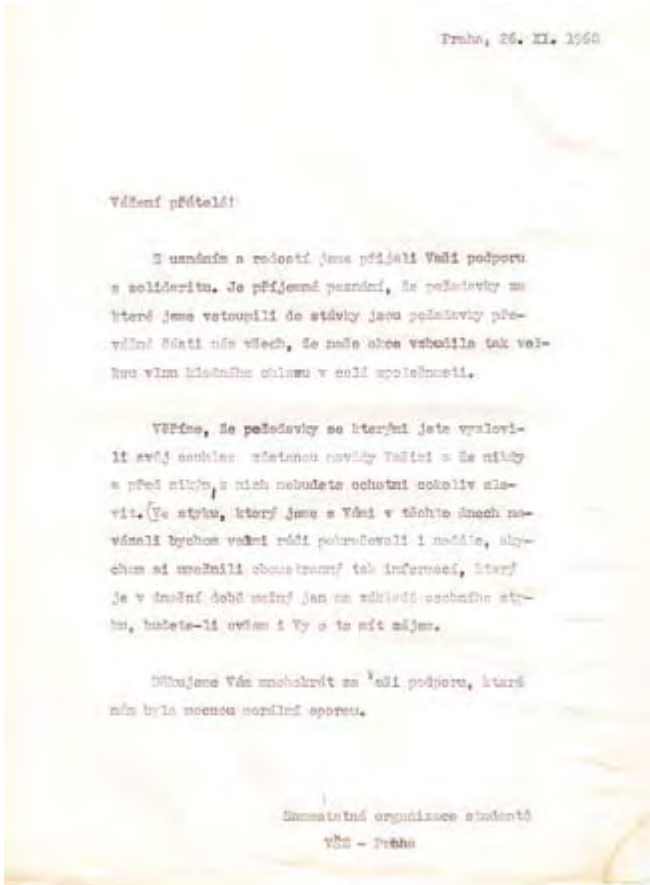 Praha, 26. XI. 1968
Vážení přátelé!
S uznáním a radostí jsme přijali Vaši podporu
a solidaritu. Je příjemné poznání, že požadavky za
které jsme vstoupili do stávky jsou požadavky pře-
vážné části nás všech, že naše akce vzbudila tak vel-
kou vlnu kladného ohlasu v celé společnosti.
Věříme, že požadavky se kterými jste vyslovi-
li svůj souhlas zůstanou navždy Vašimi a že nikdy
a před nikým, z nich nebudete ochotni cokoliv sle-
vit. (Ve styku, který jsme s Vámi v těchto dnech na-
vázali bychom velmi rádi pokračovali i nadále, aby-
chom si umožnili oboustranný tok informací, který
je v dnešní době možný jen na základě osobního sty-
ku, budete-li ovšem i Vy o to mít zájem.
Děkujeme Vám mnohokrát za Vaši podporu, která
nám byla mocnou morální oporou.
Samostatná organizace studentů
VŠE - Praha